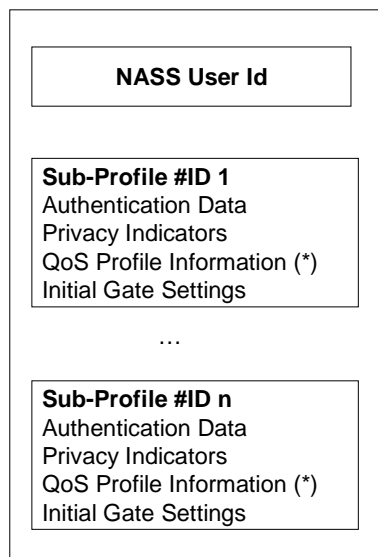 NASS User Id
Sub-Profile #ID 1
Authentication Data
Privacy Indicators
QoS Profile Information (*)
Initial Gate Settings
…
Sub-Profile #ID n
Authentication Data
Privacy Indicators
QoS Profile Information (*)
Initial Gate Settings